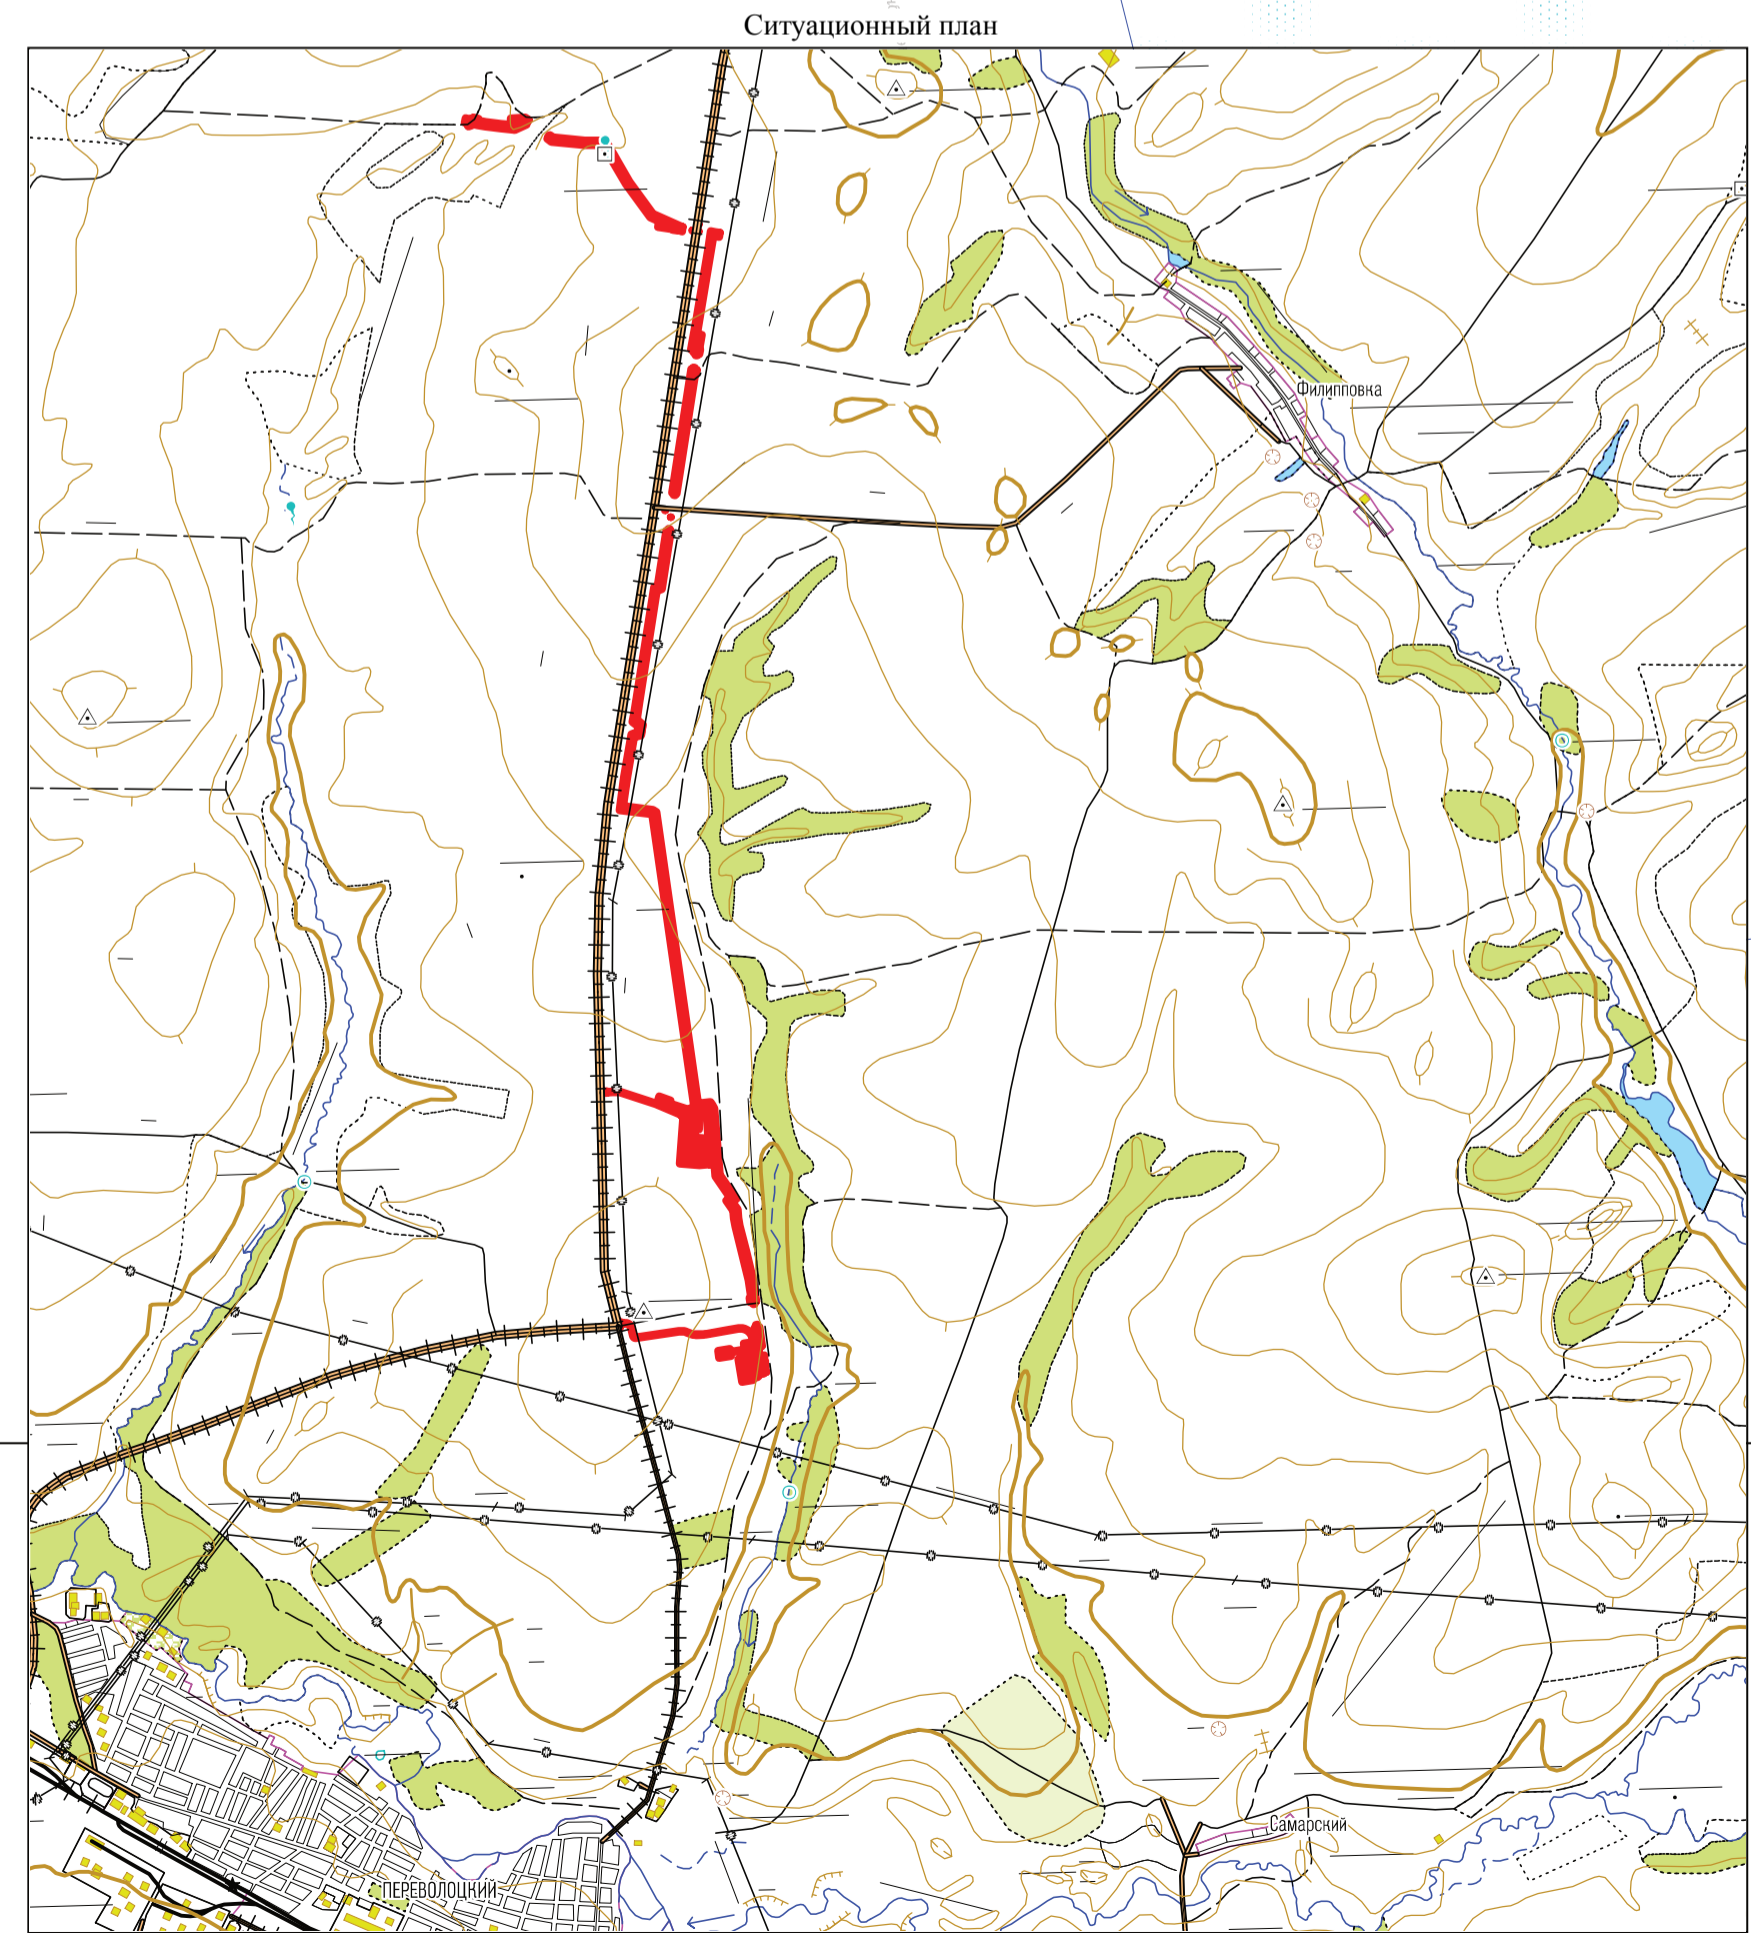 Ситуационный план
Филипповка
Самарский
ПЕРЕВОЛОЦКИЙ